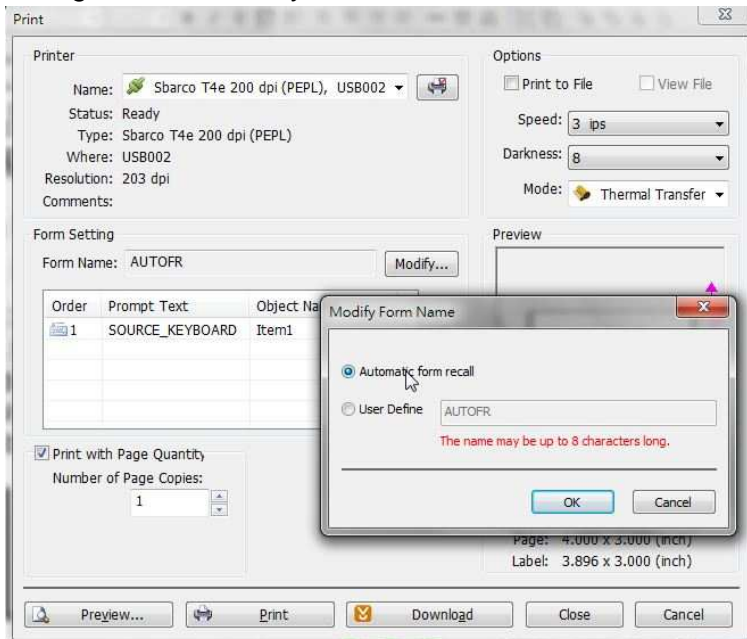 Print
Printer
Name: Sbarco T4e 200 dpi (PEPL), USB002
Status: Ready
Type: Sbarco T4e 200 dpi (PEPL)
Where: USB002
Resolution: 203 dpi
Comments:
Options
Print to File View File
Speed: 3 ips
Darkness: 8
Mode: Thermal Transfer
Form Setting
Form Name: AUTOFR Modify...
Order Prompt Text Object Na
1 SOURCE_KEYBOARD Item1
Preview
Modify Form Name
Automatic form recall
User Define AUTOFR
The name may be up to 8 characters long.
OK Cancel
Print with Page Quantity
Number of Page Copies:
1
Page: 4.000 x 3.000 (inch)
Label: 3.896 x 3.000 (inch)
Preview... Print Download Close Cancel